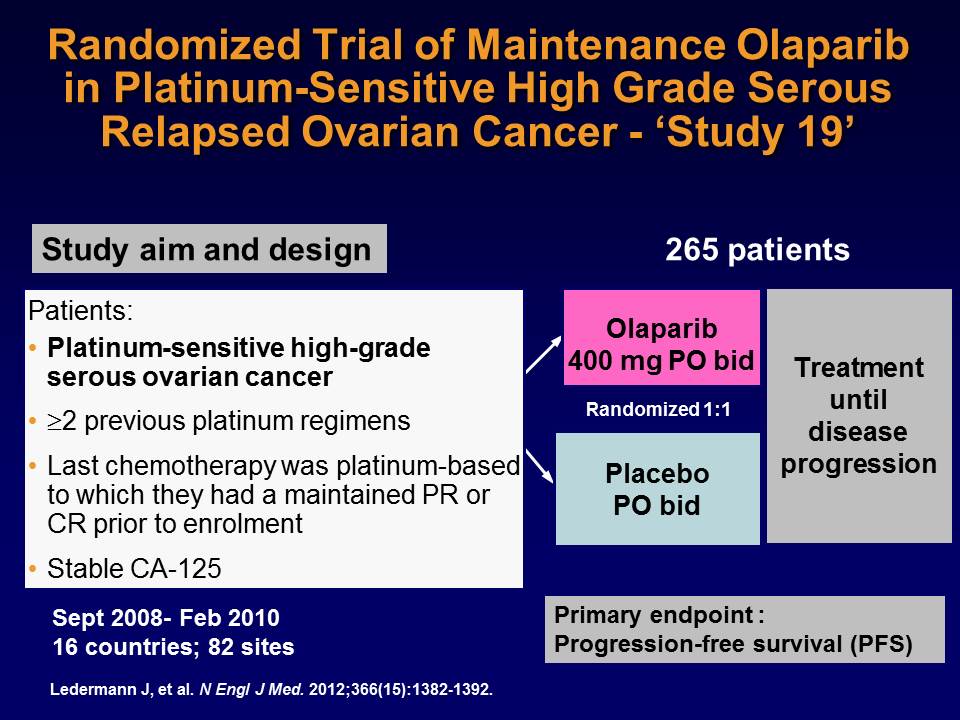 Randomized Trial of Maintenance Olaparib
in Platinum-Sensitive High Grade Serous
Relapsed Ovarian Cancer - ‘Study 19’
Study aim and design
265 patients
Patients:
• Platinum-sensitive high-grade
serous ovarian cancer
• ≥2 previous platinum regimens
• Last chemotherapy was platinum-based
to which they had a maintained PR or
CR prior to enrolment
• Stable CA-125
Olaparib
400 mg PO bid
Randomized 1:1
Placebo
PO bid
Treatment
until
disease
progression
Sept 2008- Feb 2010
16 countries; 82 sites
Primary endpoint :
Progression-free survival (PFS)
Ledermann J, et al. N Engl J Med. 2012;366(15):1382-1392.